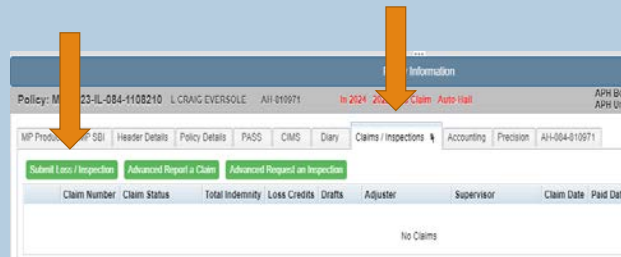 Information
Policy: M 23-IL-084-1108210 L CRAIG EVERSOLE AH-010971 In 2024 Claim - Auto-Hail APH
APH
MP SBI Header Details Policy Details PASS CIMS Diary Claims / Inspections Accounting Precision AH-084-010971
Submit Loss / Inspection Advanced Report a Claim Advanced Request an Inspection
Claim Number Claim Status Total Indemnity Loss Credits Drafts Adjuster Supervisor Claim Date Paid Dat
No Claims